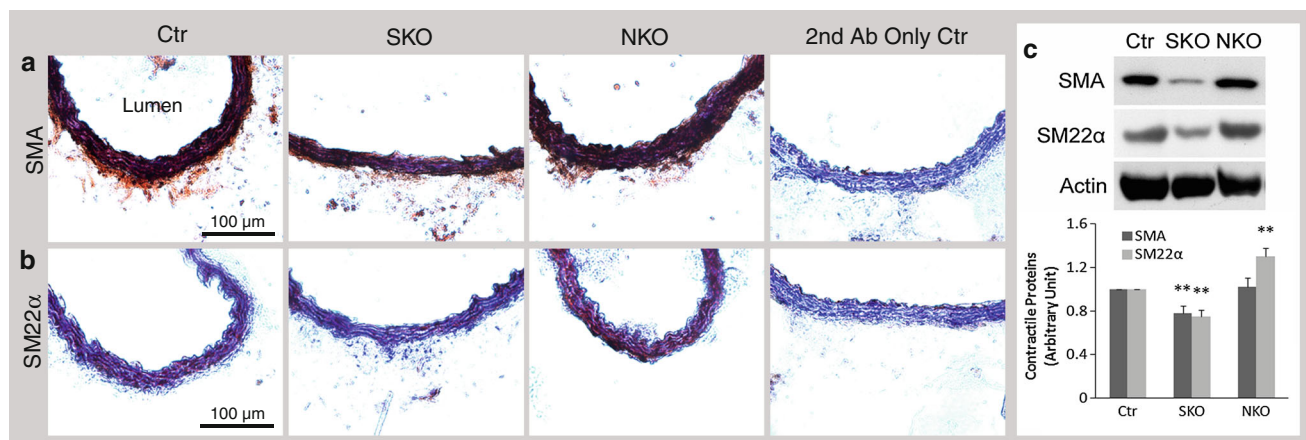 Ctr SKO NKO 2nd Ab Only Ctr
a
SMA
Lumen
100 μm
b
SM22α
100 μm
c
Ctr SKO NKO
SMA
SM22α
Actin
Contractile Proteins
(Arbitrary Unit)
1.6
1.2
0.8
0.4
0
SMA
SM22α
** **
**
Ctr SKO NKO